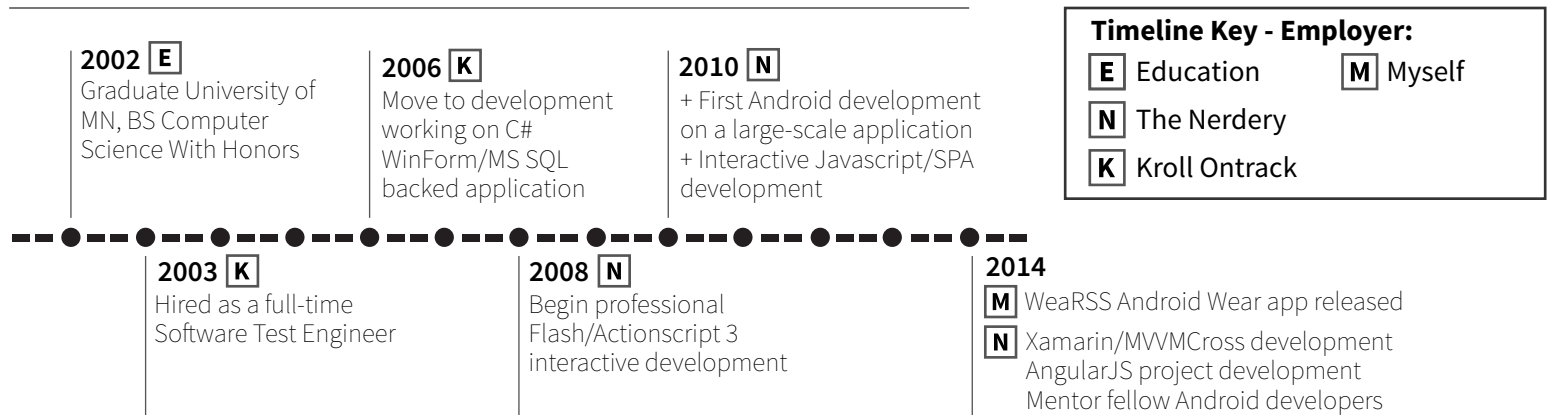 2002 E
Graduate University of
MN, BS Computer
Science With Honors
2006 K
Move to development
working on C#
WinForm/MS SQL
backed application
2010 N
+ First Android development
on a large-scale application
+ Interactive Javascript/SPA
development
Timeline Key - Employer:
E Education M Myself
N The Nerdery
K Kroll Ontrack
2003 K
Hired as a full-time
Software Test Engineer
2008 N
Begin professional
Flash/Actionscript 3
interactive development
2014
M WeaRSS Android Wear app released
N Xamarin/MVVMCross development
AngularJS project development
Mentor fellow Android developers